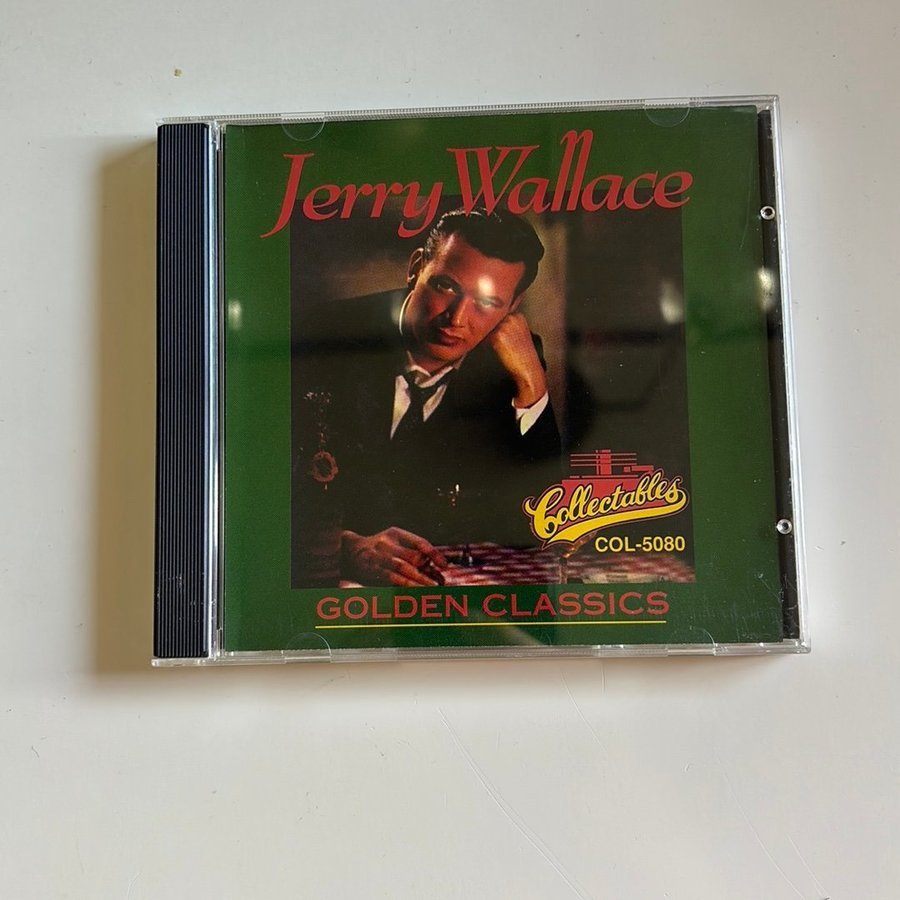 Jerry Wallace
Collectables
COL-5080
GOLDEN CLASSICS